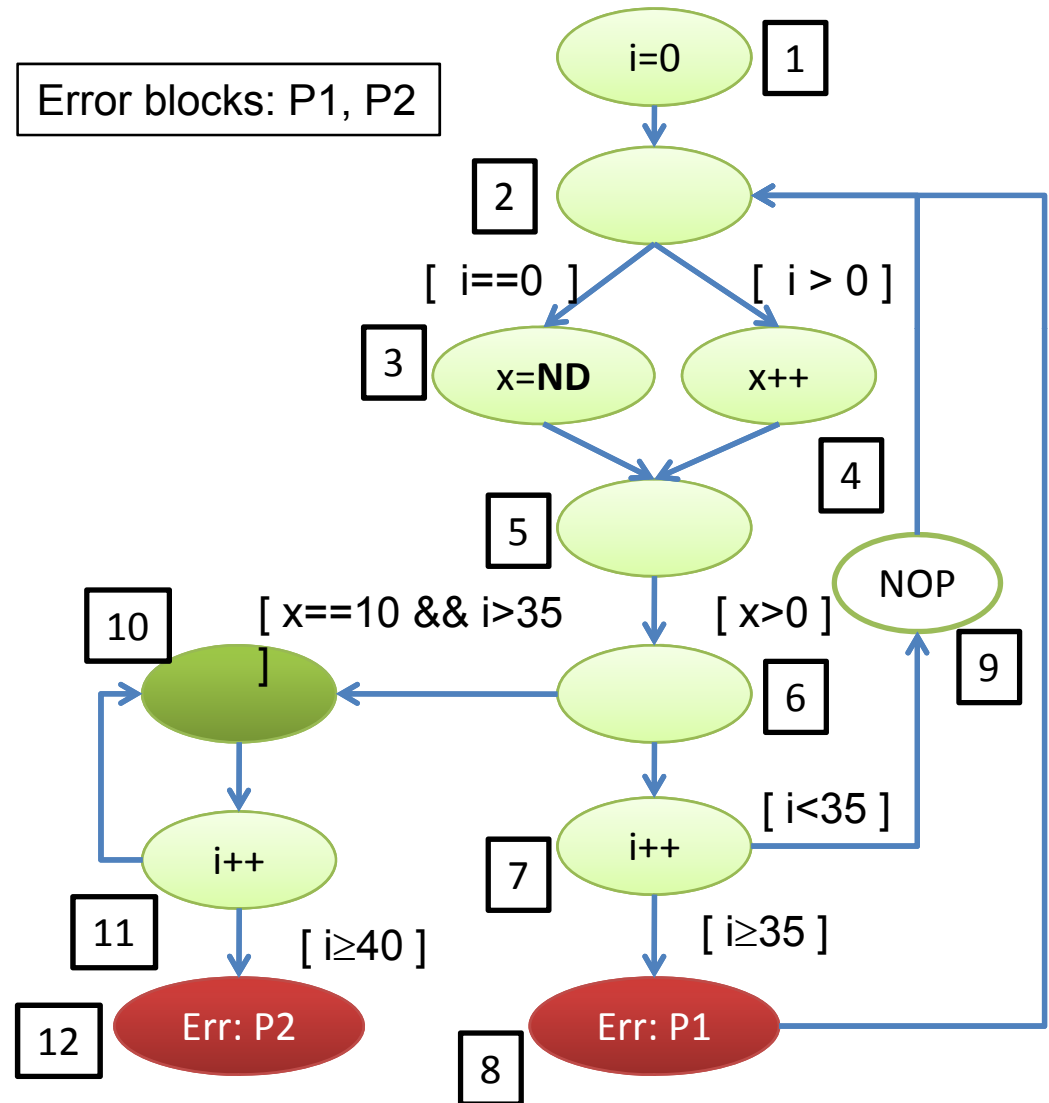 i=0
1
Error blocks: P1, P2
2
[ i==0 ]
[ i > 0 ]
3
x=ND
x++
4
5
NOP
10
[ x==10 && i>35
]
[ x>0 ]
9
6
[ i<35 ]
i++
i++
7
11
[ i≥40 ]
[ i≥35 ]
Err: P2
Err: P1
12
8